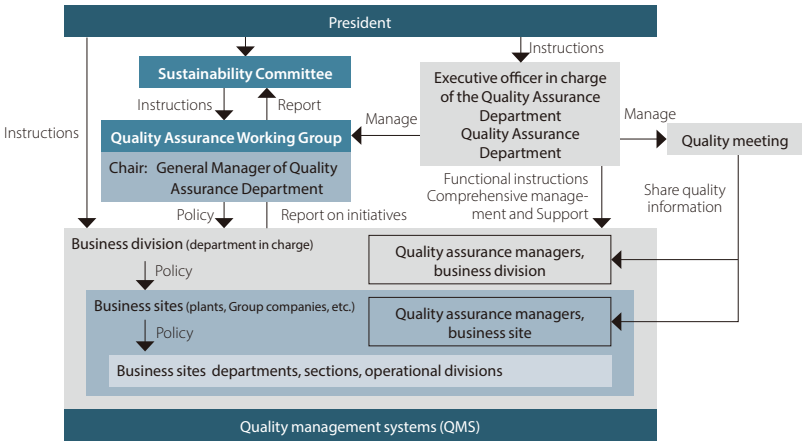 President
Instructions
Sustainability Committee
Instructions
Report
Instructions
Quality Assurance Working Group
Chair: General Manager of Quality
Assurance Department
Manage
Executive officer in charge
of the Quality Assurance
Department
Quality Assurance
Department
Manage
Quality meeting
Policy
Report on initiatives
Functional instructions
Comprehensive manage-
ment and Support
Share quality
information
Business division (department in charge)
Quality assurance managers,
business division
Policy
Business sites (plants, Group companies, etc.)
Quality assurance managers,
business site
Policy
Business sites departments, sections, operational divisions
Quality management systems (QMS)